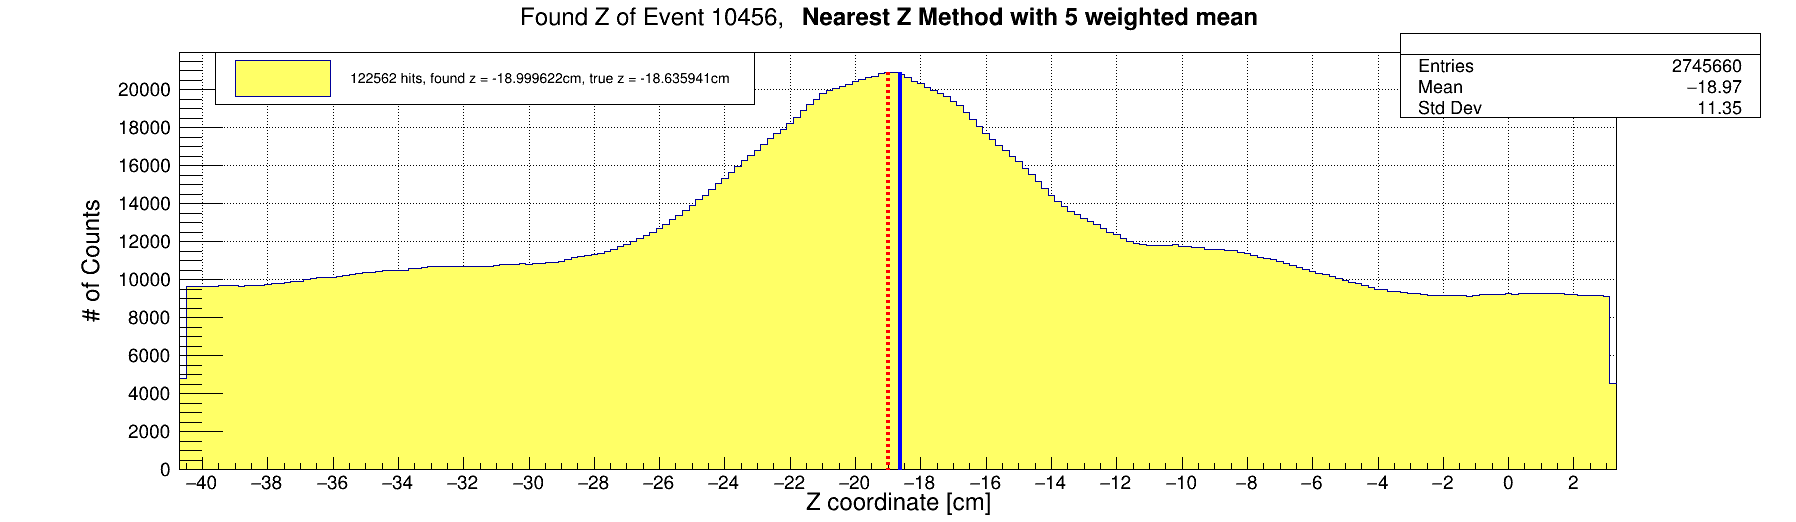 Found Z of Event 10456, Nearest Z Method with 5 weighted mean
122562 hits, found z = -18.999622cm, true z = -18.635941cm
Entries 2745660
Mean −18.97
Std Dev 11.35
# of Counts
20000
18000
16000
14000
12000
10000
8000
6000
4000
2000
0
−40 −38 −36 −34 −32 −30 −28 −26 −24 −22 −20 −18 −16 −14 −12 −10 −8 −6 −4 −2 0 2
Z coordinate [cm]